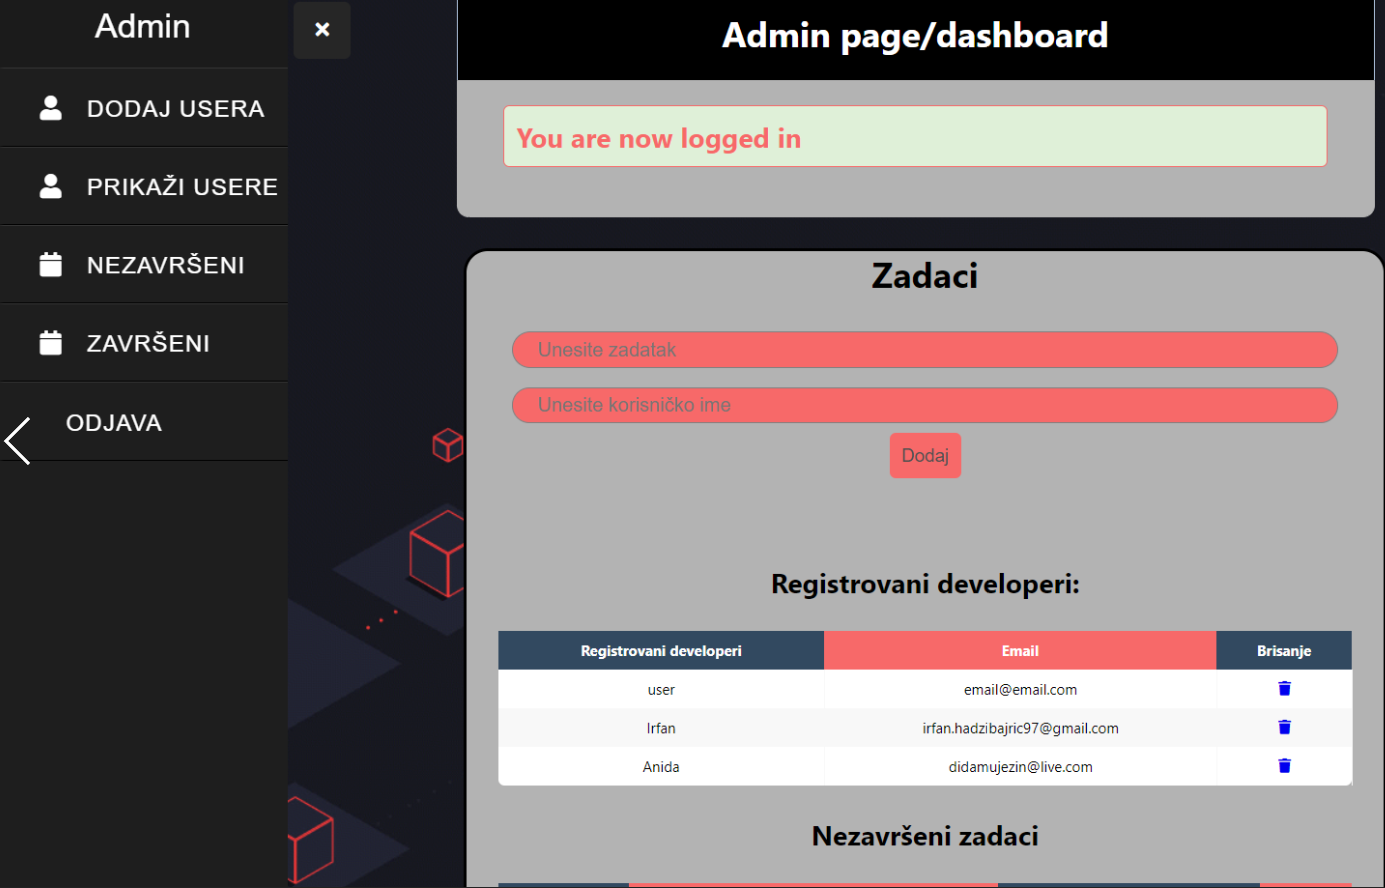 Admin
DODAJ USERA
PRIKAŽI USERE
NEZAVRŠENI
ZAVRŠENI
ODJAVA
Admin page/dashboard
You are now logged in
Zadaci
Unesite zadatak
Unesite korisničko ime
Dodaj
Registrovani developeri:
Registrovani developeri Email Brisanje
user email@email.com
Irfan irfan.hadzibajric97@gmail.com
Anida didamujezin@live.com
Nezavršeni zadaci